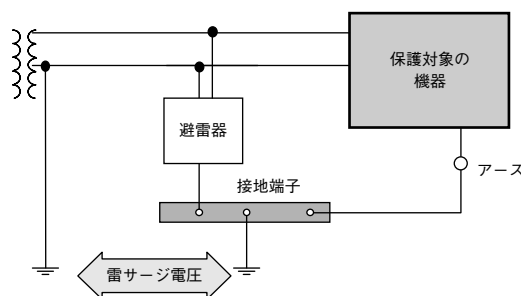 保護対象の
機器
避雷器
アース
接地端子
雷サージ電圧